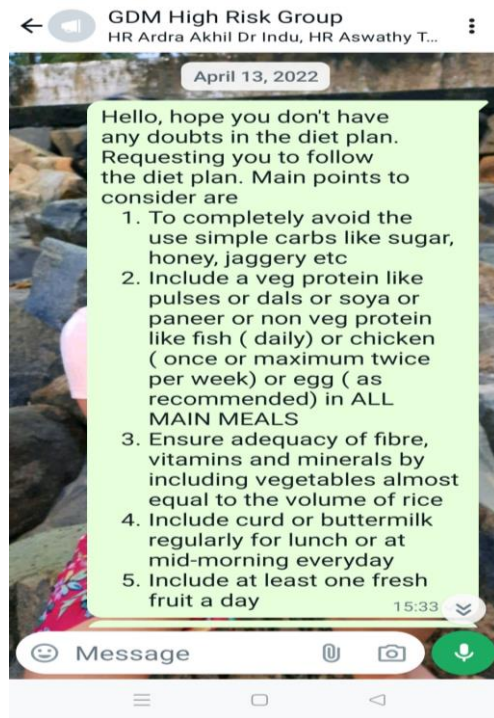 GDM High Risk Group
HR Ardra Akhil Dr Indu, HR Aswathy T...
April 13, 2022
Hello, hope you don't have
any doubts in the diet plan.
Requesting you to follow
the diet plan. Main points to
consider are
1. To completely avoid the
use simple carbs like sugar,
honey, jaggery etc
2. Include a veg protein like
pulses or dals or soya or
paneer or non veg protein
like fish ( daily) or chicken
( once or maximum twice
per week) or egg ( as
recommended) in ALL
MAIN MEALS
3. Ensure adequacy of fibre,
vitamins and minerals by
including vegetables almost
equal to the volume of rice
4. Include curd or buttermilk
regularly for lunch or at
mid-morning everyday
5. Include at least one fresh
fruit a day
15:33
Message